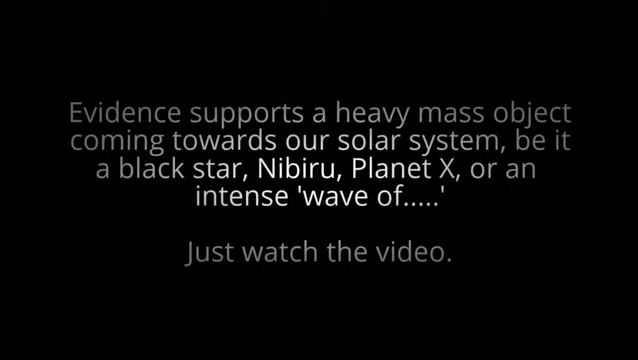 Evidence supports a heavy mass object
coming towards our solar system, be it
a black star, Nibiru, Planet X, or an
intense 'wave of.....'
Just watch the video.